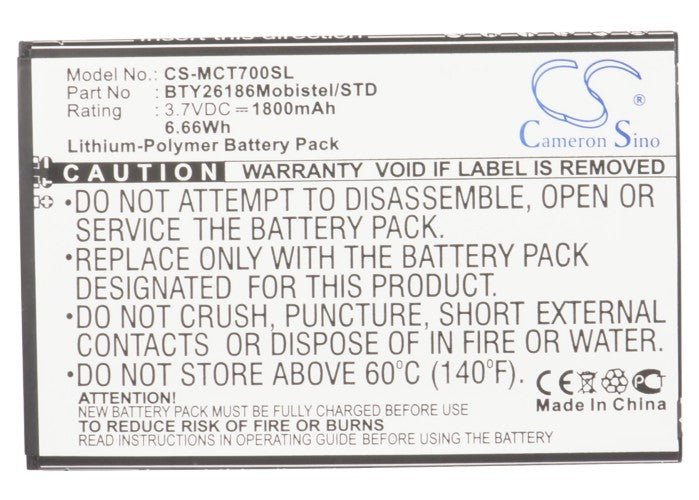 Model No. : CS-MCT700SL
Part No : BTY26186Mobistel/STD
Rating : 3.7VDC 1800mAh
6.66Wh
Lithium-Polymer Battery Pack
CS
®
Cameron Sino
CAUTION WARRANTY VOID IF LABEL IS REMOVED
•DO NOT ATTEMPT TO DISASSEMBLE, OPEN OR
SERVICE THE BATTERY PACK
•REPLACE ONLY WITH THE BATTERY PACK
DESIGNATED FOR THIS PRODUCT
•DO NOT CRUSH, PUNCTURE, SHORT EXTERNAL
CONTACTS OR DISPOSE OF IN FIRE OR WATER.
•DO NOT STORE ABOVE 60°C (140°F).
CE
Made In China
ATTENTION!
NEW BATTERY PACK MUST BE FULLY CHARGED BEFORE USE
TO REDUCE RISK OF FIRE OR BURNS
READ INSTRUCTIONS IN OPERATING GUIDE BEFORE USING BATTERY